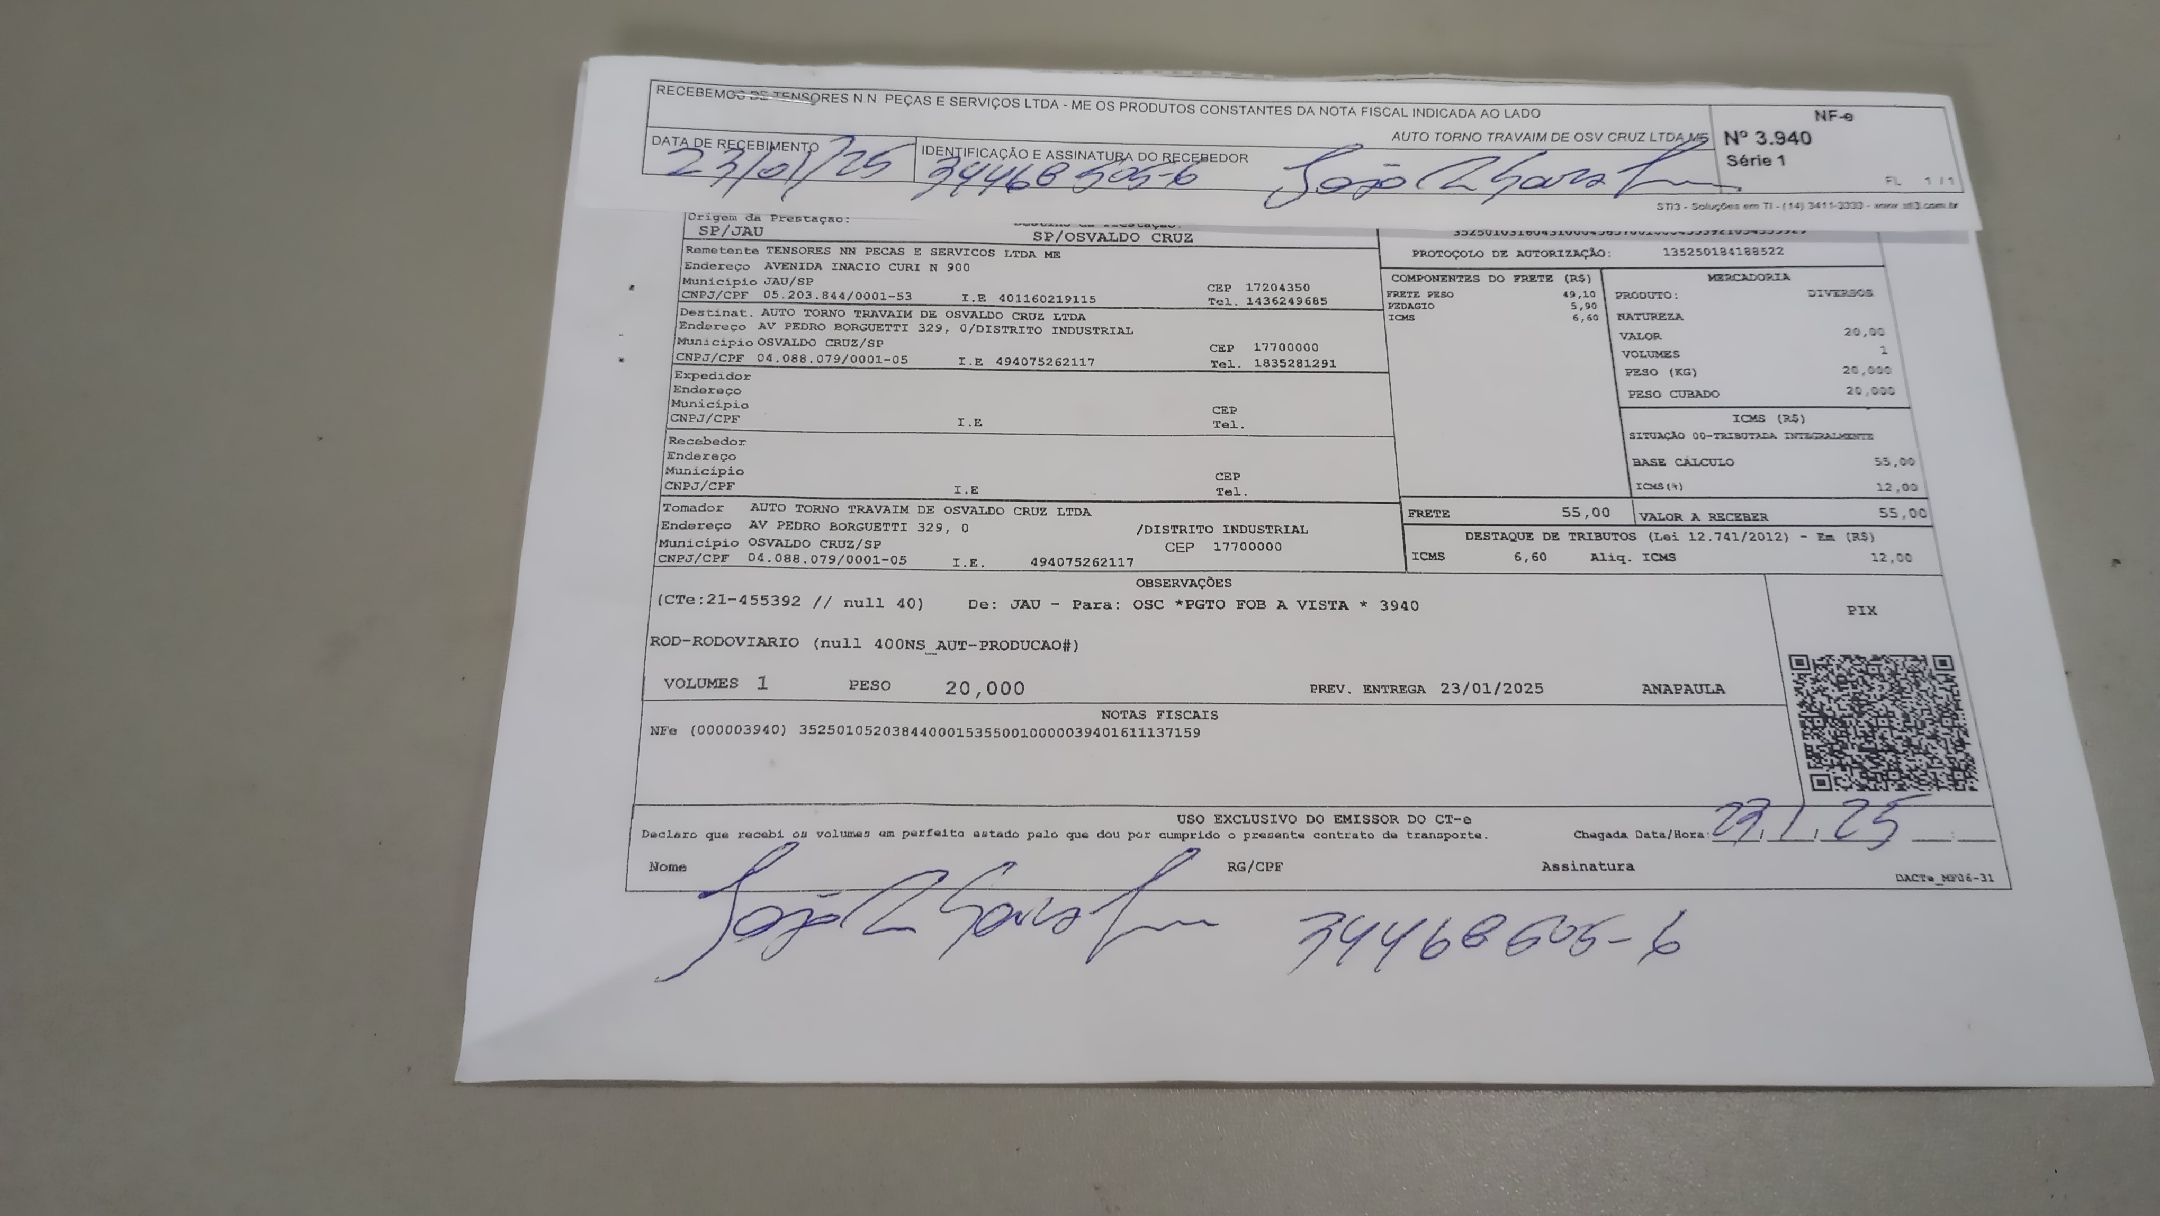 RECEBEMOS DE TENSORES N.N PEÇAS E SERVIÇOS LTDA - ME OS PRODUTOS CONSTANTES DA NOTA FISCAL INDICADA AO LADO
NF-e
AUTO TORNO TRAVAIM DE OSV CRUZ LTDA ME
Nº 3.940
DATA DE RECEBIMENTO
IDENTIFICAÇÃO E ASSINATURA DO RECEBEDOR
Série 1
23/01/25 34468505-6 João
FL 1 / 1
STi3 - Soluções em TI - (14) 3411-3333 - www.sti3.com.br
Origem da Prestação:
SP/JAU
SP/OSVALDO CRUZ
PROTOÇOLO DE AUTORIZAÇÃO: 135250184188522
Remetente TENSORES NN PECAS E SERVICOS LTDA ME
Endereço AVENIDA INACIO CURI N 900
Município JAU/SP CEP 17204350
CNPJ/CPF 05.203.844/0001-53 I.E 401160219115 Tel. 1436249685
Destinat. AUTO TORNO TRAVAIM DE OSVALDO CRUZ LTDA
Endereço AV PEDRO BORGUETTI 329, 0/DISTRITO INDUSTRIAL
Município OSVALDO CRUZ/SP CEP 17700000
CNPJ/CPF 04.088.079/0001-05 I.E 494075262117 Tel. 1835281291
Expedidor
Endereço
Município CEP
CNPJ/CPF I.E Tel.
Recebedor
Endereço
Município CEP
CNPJ/CPF I.E Tel.
Tomador AUTO TORNO TRAVAIM DE OSVALDO CRUZ LTDA
Endereço AV PEDRO BORGUETTI 329, 0 /DISTRITO INDUSTRIAL
Município OSVALDO CRUZ/SP CEP 17700000
CNPJ/CPF 04.088.079/0001-05 I.E. 494075262117
COMPONENTES DO FRETE (R$)
FRETE PESO 49,10
PEDAGIO 5,90
ICMS 6,60
MERCADORIA
PRODUTO: DIVERSOS
NATUREZA
VALOR 20,00
VOLUMES 1
PESO (KG) 20,000
PESO CUBADO 20,000
ICMS (R$)
SITUAÇÃO 00-TRIBUTADA INTEGRALMENTE
BASE CÁLCULO 55,00
ICMS(%) 12,00
FRETE 55,00 VALOR A RECEBER 55,00
DESTAQUE DE TRIBUTOS (Lei 12.741/2012) - Em (R$)
ICMS 6,60 Aliq. ICMS 12,00
OBSERVAÇÕES
(CTe:21-455392 // null 40) De: JAU - Para: OSC *PGTO FOB A VISTA * 3940
PIX
ROD-RODOVIARIO (null 400NS_AUT-PRODUCAO#)
VOLUMES 1 PESO 20,000 PREV. ENTREGA 23/01/2025 ANAPAULA
NOTAS FISCAIS
NFe (000003940) 35250105203844000153550010000039401611137159
USO EXCLUSIVO DO EMISSOR DO CT-e
Declaro que recebi os volumes em perfeito estado pelo que dou por cumprido o presente contrato de transporte. Chegada Data/Hora: 23 1 25
Nome RG/CPF Assinatura
DACTe_MF06-31
João 34468505-6